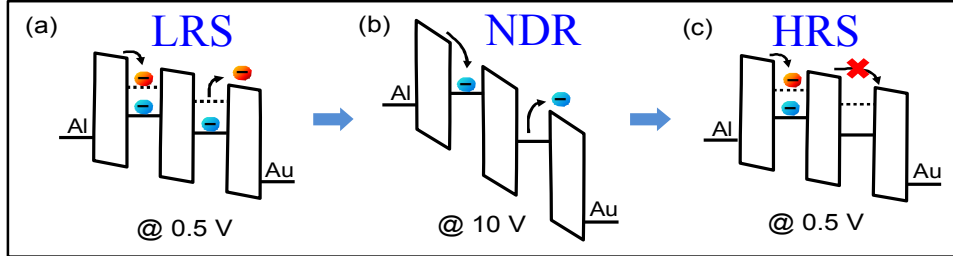 (a) LRS
Al
Au
@ 0.5 V
(b) NDR
Al
Au
@ 10 V
(c) HRS
Al
Au
@ 0.5 V